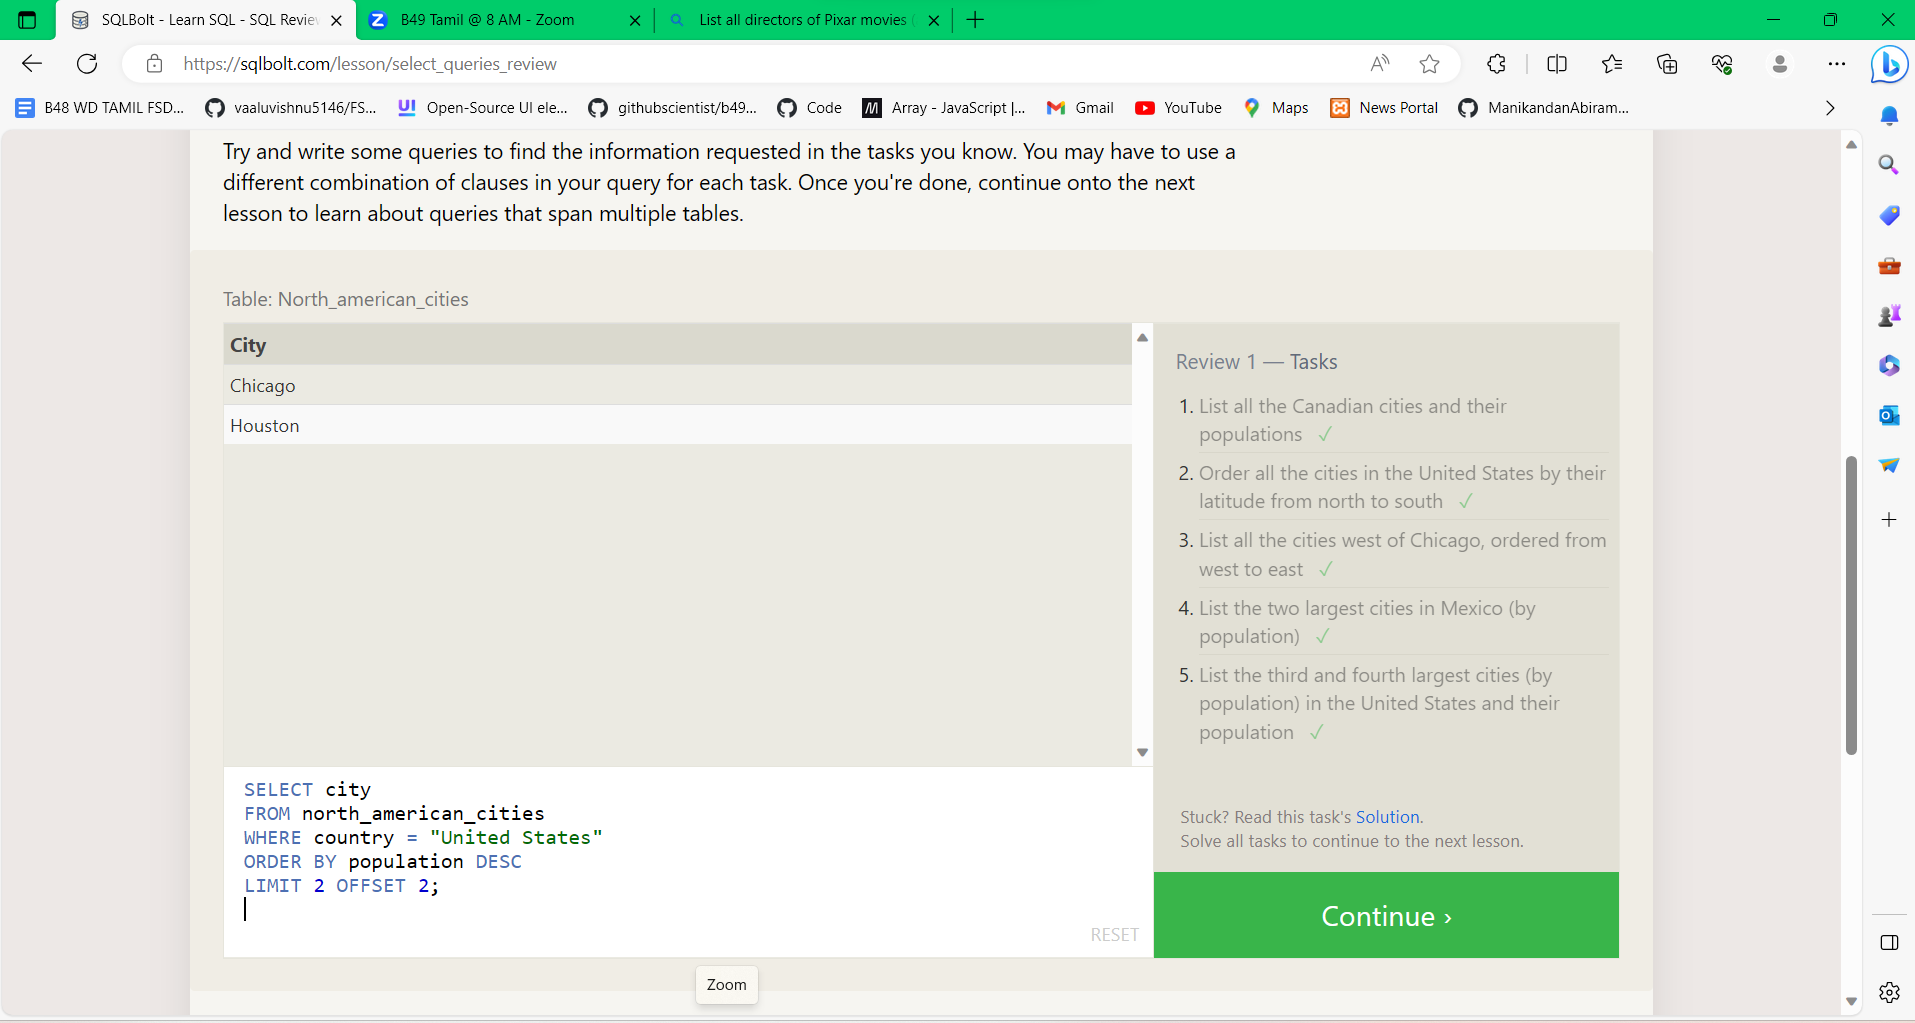 SQLBolt - Learn SQL - SQL Review
B49 Tamil @ 8 AM - Zoom
List all directors of Pixar movies (
https://sqlbolt.com/lesson/select_queries_review
B48 WD TAMIL FSD...
vaaluvishnu5146/FS...
Open-Source UI ele...
githubscientist/b49...
Code
Array - JavaScript |...
Gmail
YouTube
Maps
News Portal
ManikandanAbiram...
Try and write some queries to find the information requested in the tasks you know. You may have to use a
different combination of clauses in your query for each task. Once you're done, continue onto the next
lesson to learn about queries that span multiple tables.
Table: North_american_cities
City
Chicago
Houston
Review 1 — Tasks
1. List all the Canadian cities and their
populations ✓
2. Order all the cities in the United States by their
latitude from north to south ✓
3. List all the cities west of Chicago, ordered from
west to east ✓
4. List the two largest cities in Mexico (by
population) ✓
5. List the third and fourth largest cities (by
population) in the United States and their
population ✓
SELECT city
FROM north_american_cities
WHERE country = "United States"
ORDER BY population DESC
LIMIT 2 OFFSET 2;
RESET
Stuck? Read this task's Solution.
Solve all tasks to continue to the next lesson.
Continue ›
Zoom